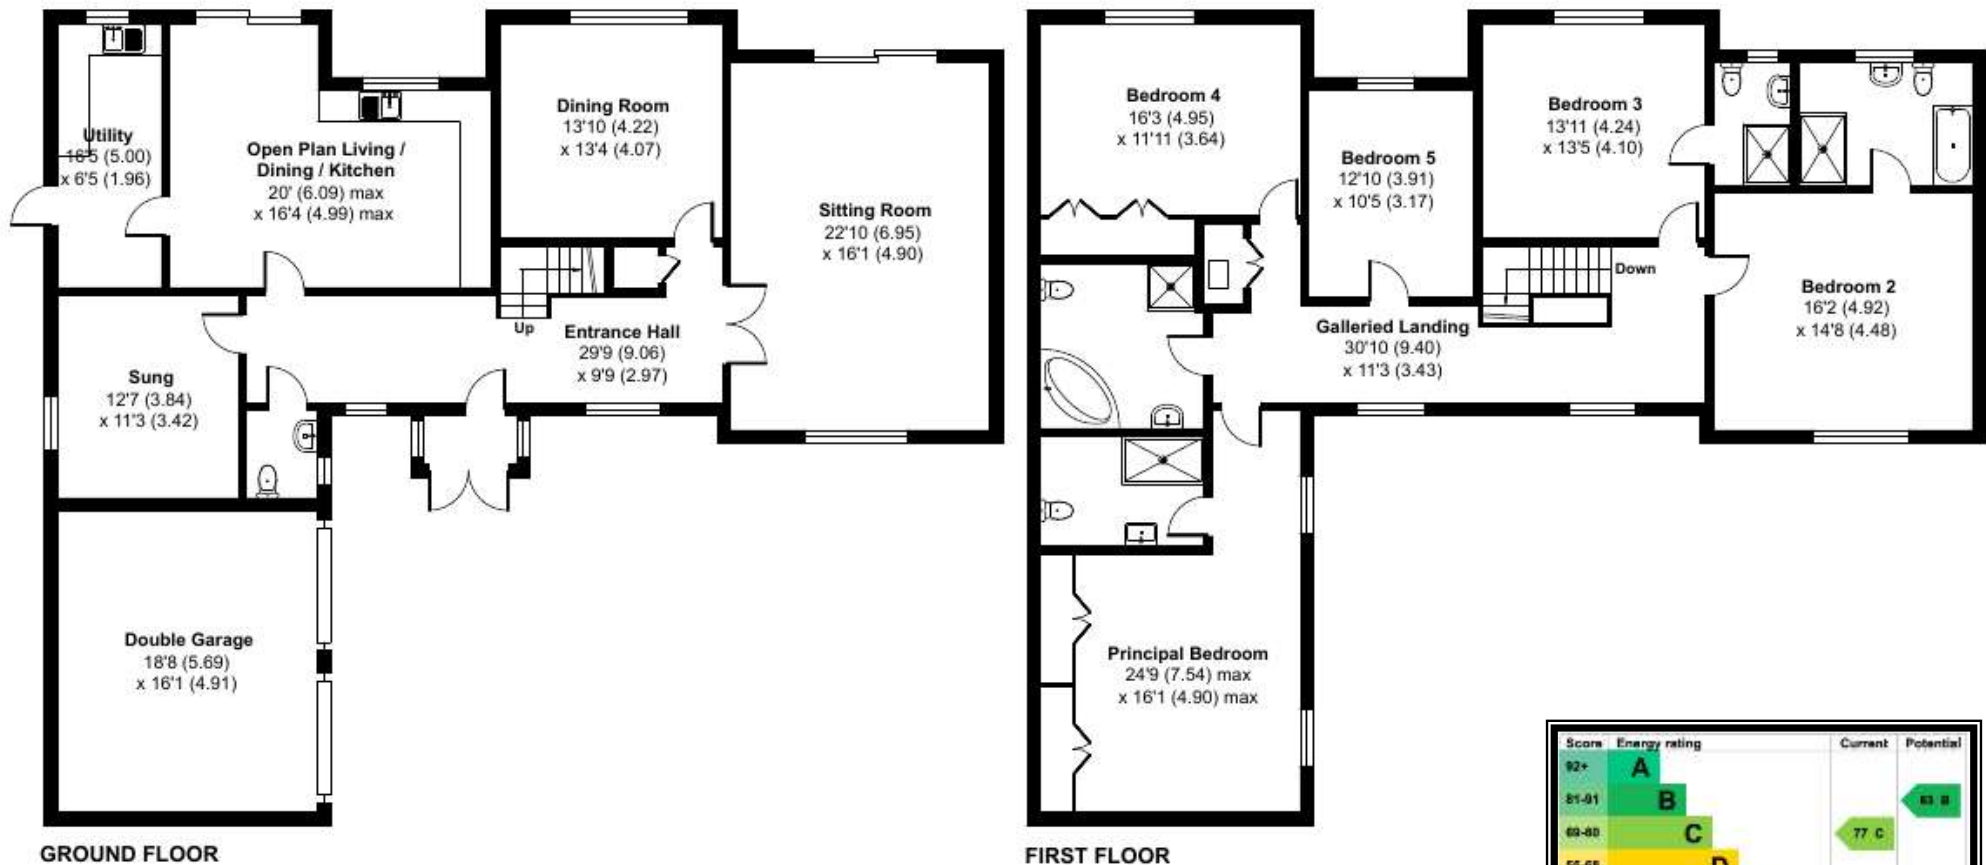 Utility
16'5 (5.00)
x 6'5 (1.96)
Open Plan Living /
Dining / Kitchen
20' (6.09) max
x 16'4 (4.99) max
Dining Room
13'10 (4.22)
x 13'4 (4.07)
Sitting Room
22'10 (6.95)
x 16'1 (4.90)
Up
Entrance Hall
29'9 (9.06)
x 9'9 (2.97)
Sung
12'7 (3.84)
x 11'3 (3.42)
Double Garage
18'8 (5.69)
x 16'1 (4.91)
GROUND FLOOR
Bedroom 4
16'3 (4.95)
x 11'11 (3.64)
Bedroom 5
12'10 (3.91)
x 10'5 (3.17)
Bedroom 3
13'11 (4.24)
x 13'5 (4.10)
Down
Bedroom 2
16'2 (4.92)
x 14'8 (4.48)
Galleried Landing
30'10 (9.40)
x 11'3 (3.43)
Principal Bedroom
24'9 (7.54) max
x 16'1 (4.90) max
FIRST FLOOR
Score Energy rating Current Potential
92+ A
81-91 B 83 B
69-80 C 77 C
55-68 D